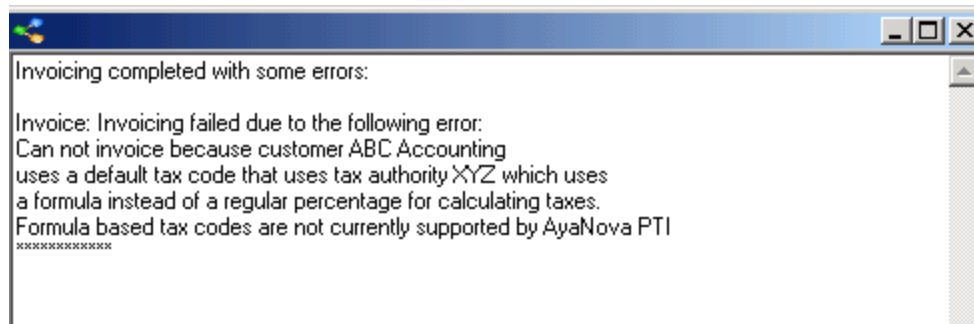 Invoicing completed with some errors:
Invoice: Invoicing failed due to the following error:
Can not invoice because customer ABC Accounting
uses a default tax code that uses tax authority XYZ which uses
a formula instead of a regular percentage for calculating taxes.
Formula based tax codes are not currently supported by AyaNova PTI
************